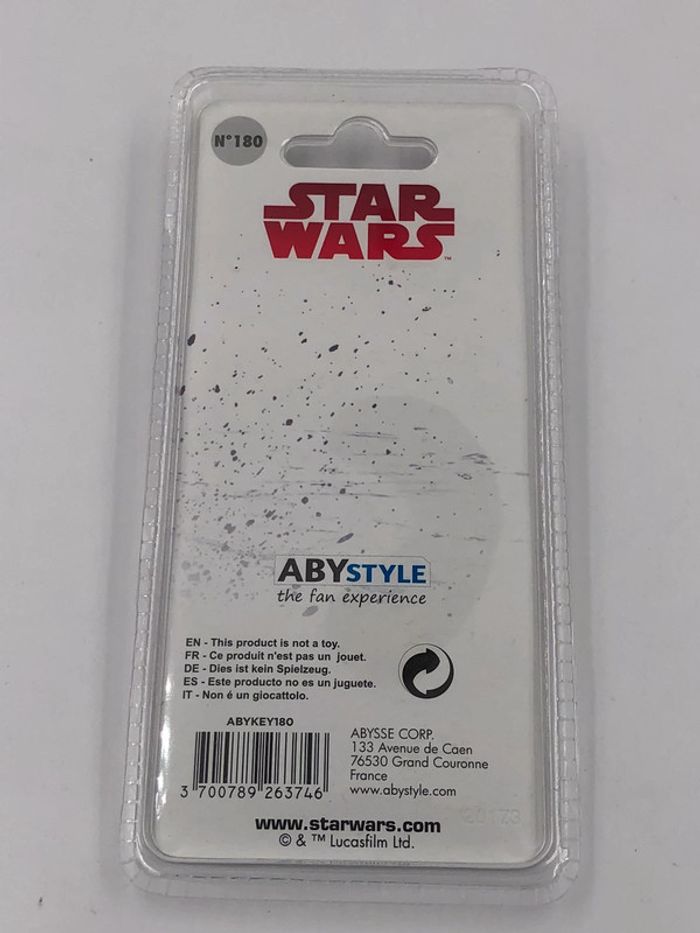 N°180
STAR
WARS™
ABYSTYLE
the fan experience
EN - This product is not a toy.
FR - Ce produit n'est pas un jouet.
DE - Dies ist kein Spielzeug.
ES - Este producto no es un juguete.
IT - Non é un giocattolo.
ABYKEY180
3 700789 263746
ABYSSE CORP.
133 Avenue de Caen
76530 Grand Couronne
France
www.abystyle.com
www.starwars.com
© & ™ Lucasfilm Ltd.